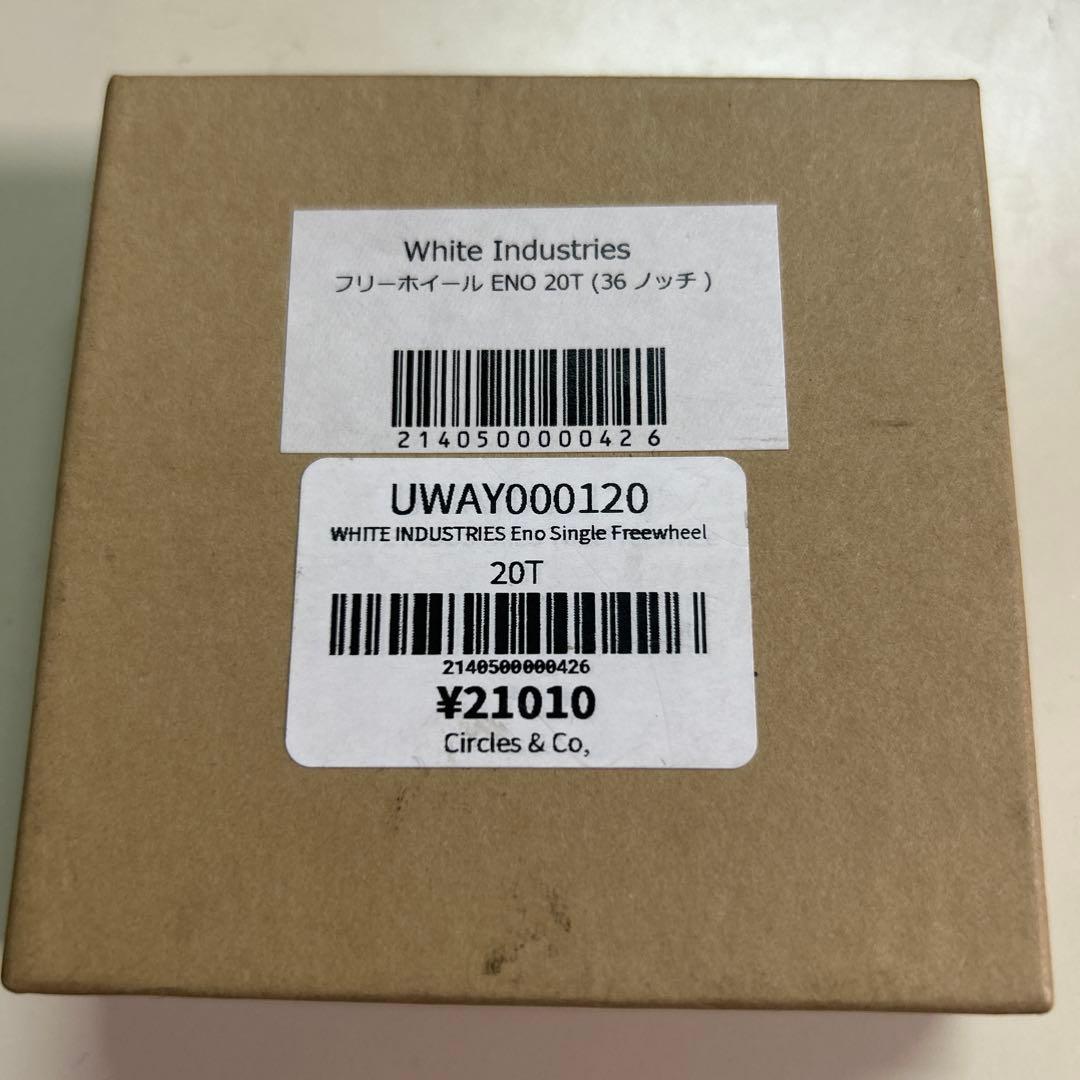 White Industries
フリーホイール ENO 20T (36 ノッチ )
2140500000426
UWAY000120
WHITE INDUSTRIES Eno Single Freewheel
20T
2140500000426
¥21010
Circles & Co,